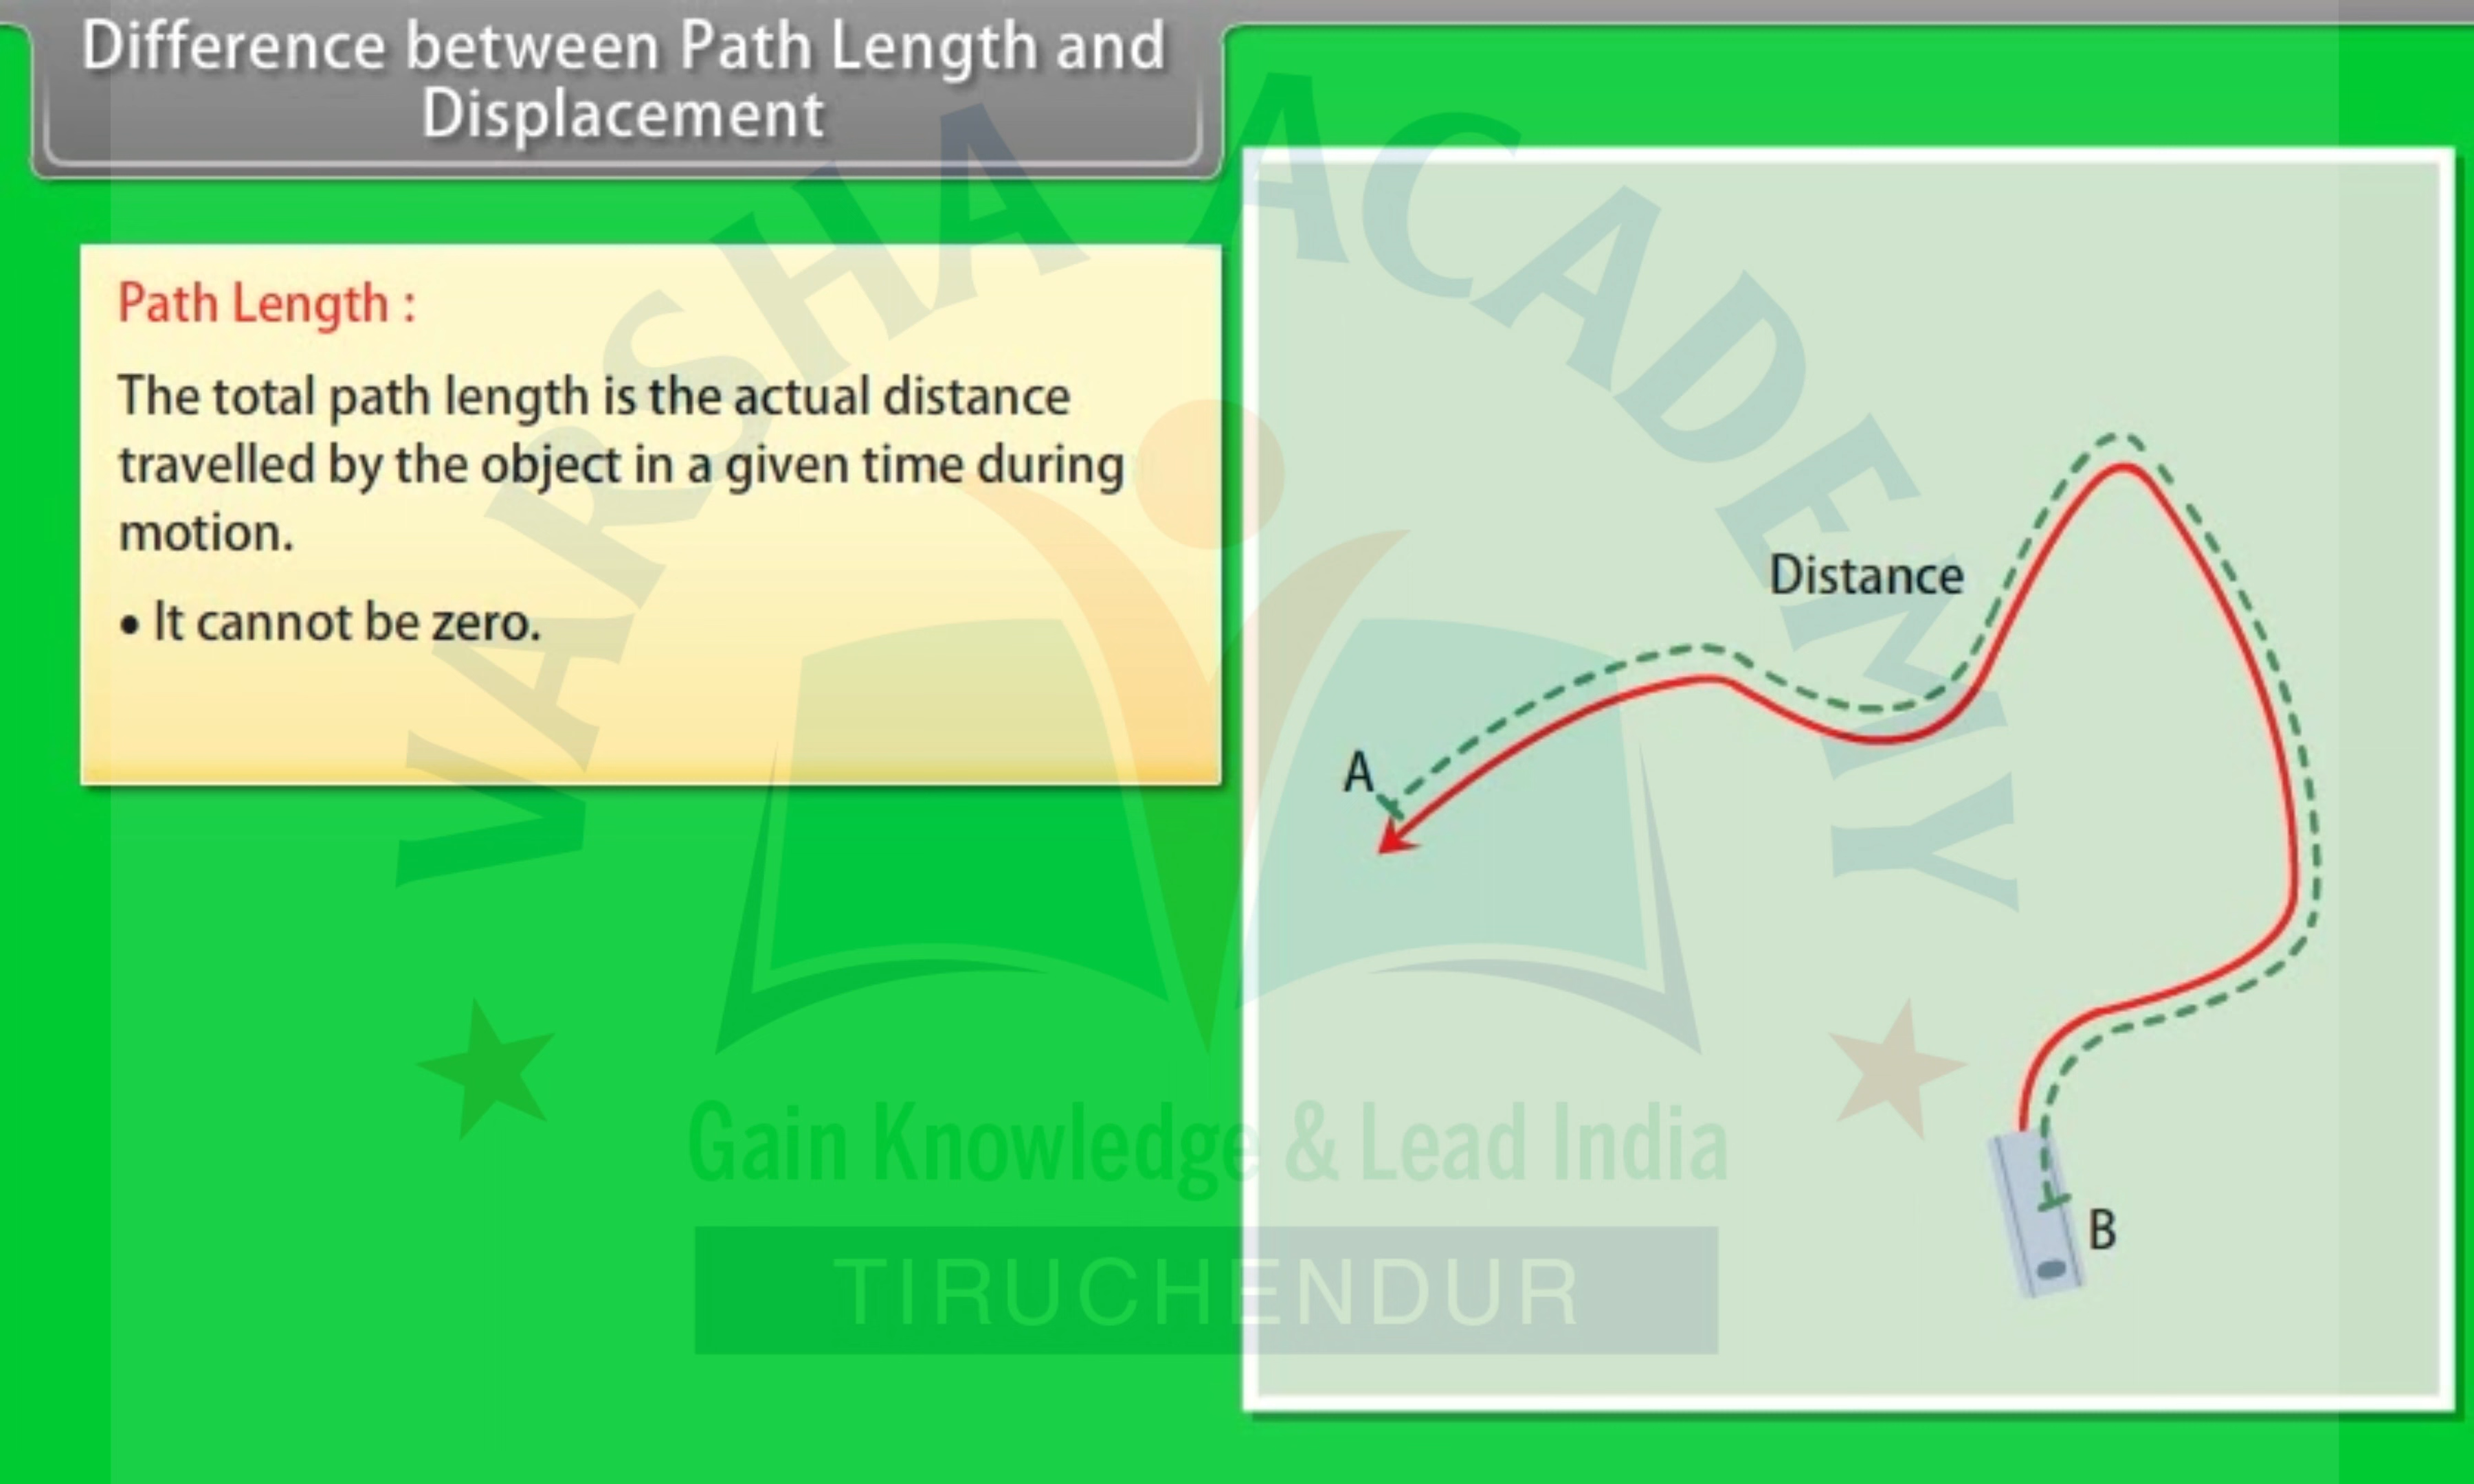 Difference between Path Length and
Displacement
Path Length :
The total path length is the actual distance
travelled by the object in a given time during
motion.
• It cannot be zero.
Distance
A
B
VARSHA ACADEMY
Gain Knowledge & Lead India
TIRUCHENDUR